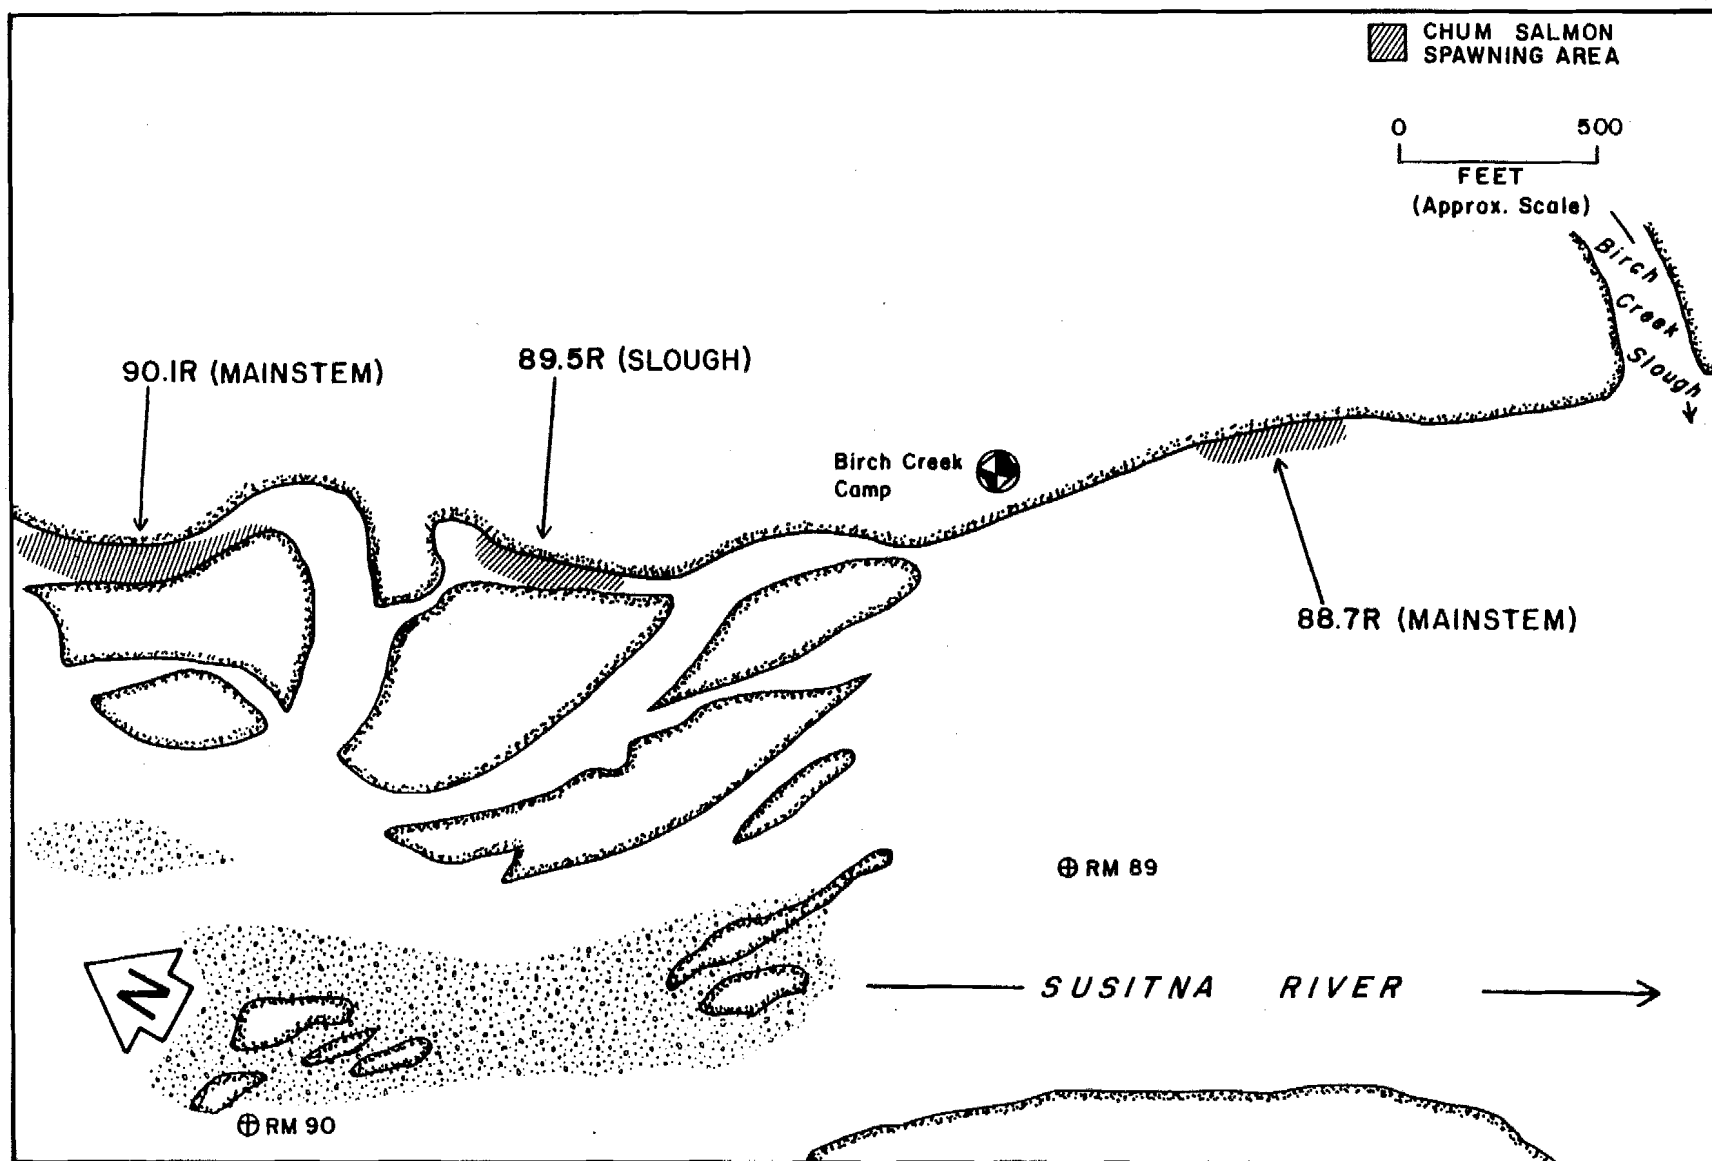 CHUM SALMON
SPAWNING AREA
0 500
FEET
(Approx. Scale)
Birch
Creek
Slough
90.1R (MAINSTEM)
89.5R (SLOUGH)
Birch Creek
Camp
88.7R (MAINSTEM)
RM 89
N
SUSITNA RIVER
RM 90